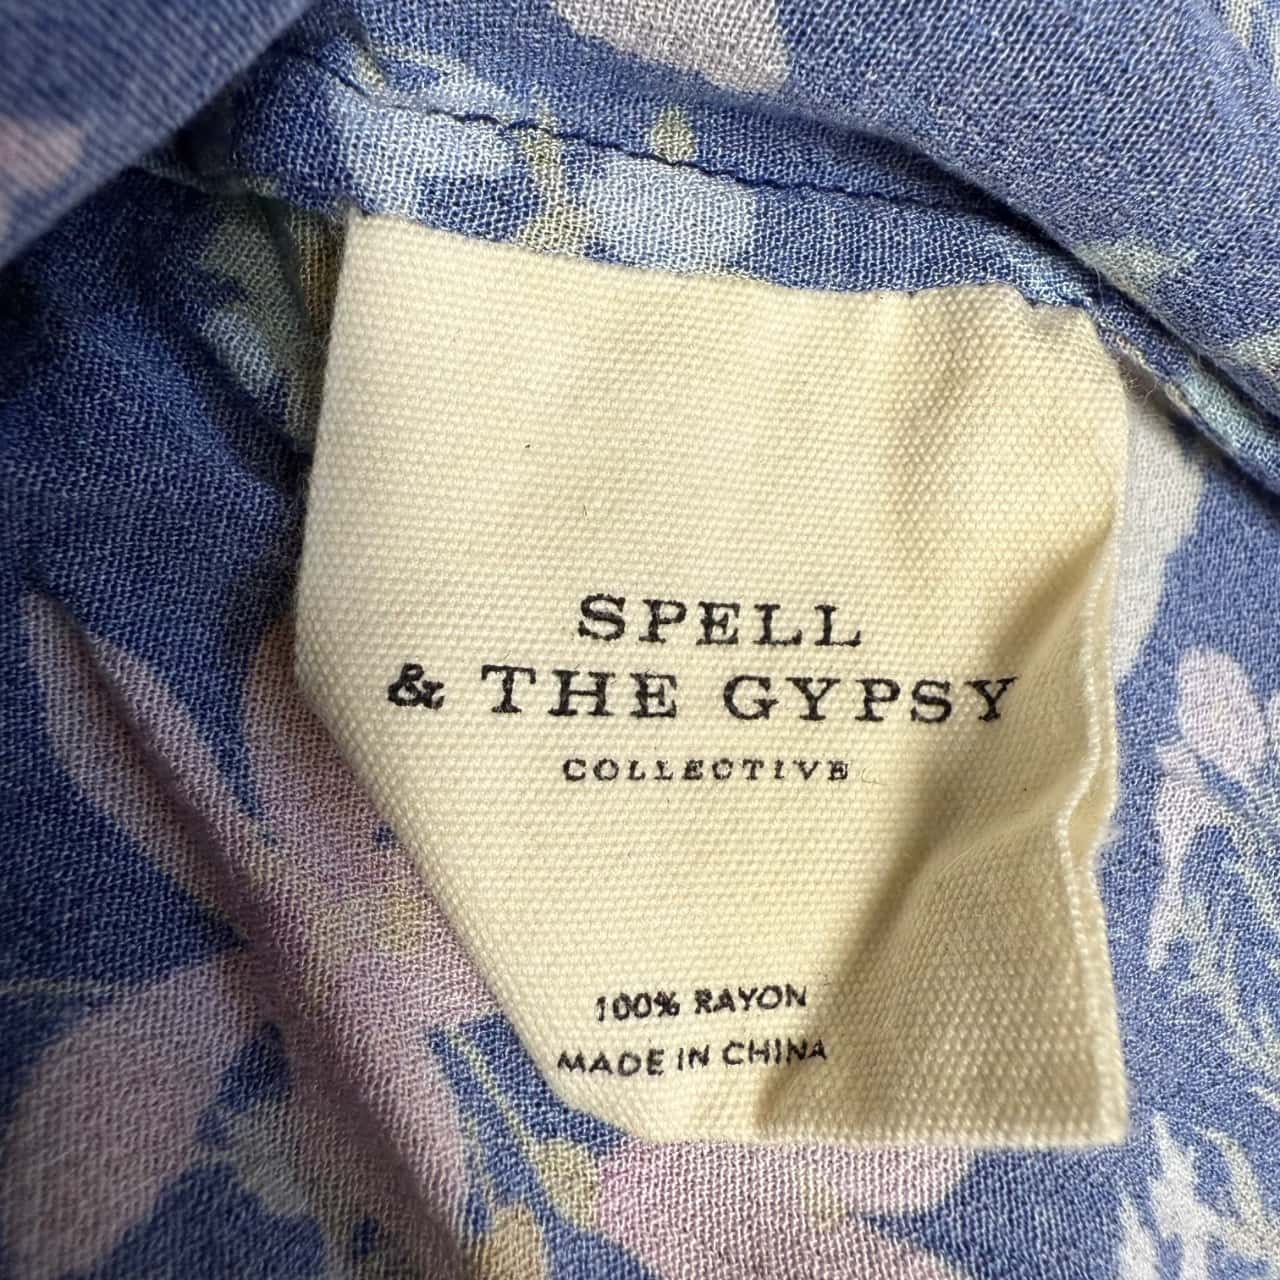 SPELL
& THE GYPSY
COLLECTIVE
100% RAYON
MADE IN CHINA